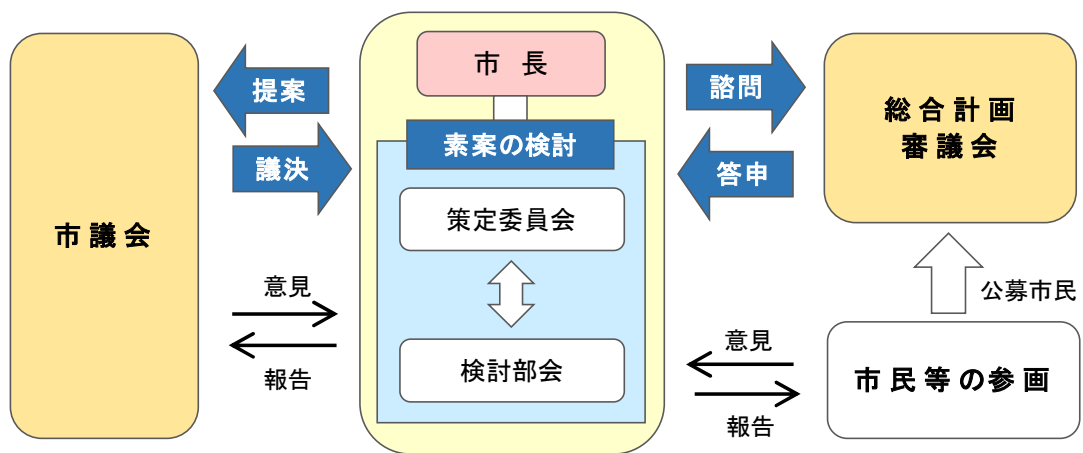 市長
提案
諮問
総合計画
審議会
素案の検討
議決
答申
策定委員会
市議会
意見
公募市民
意見
検討部会
報告
市民等の参画
報告